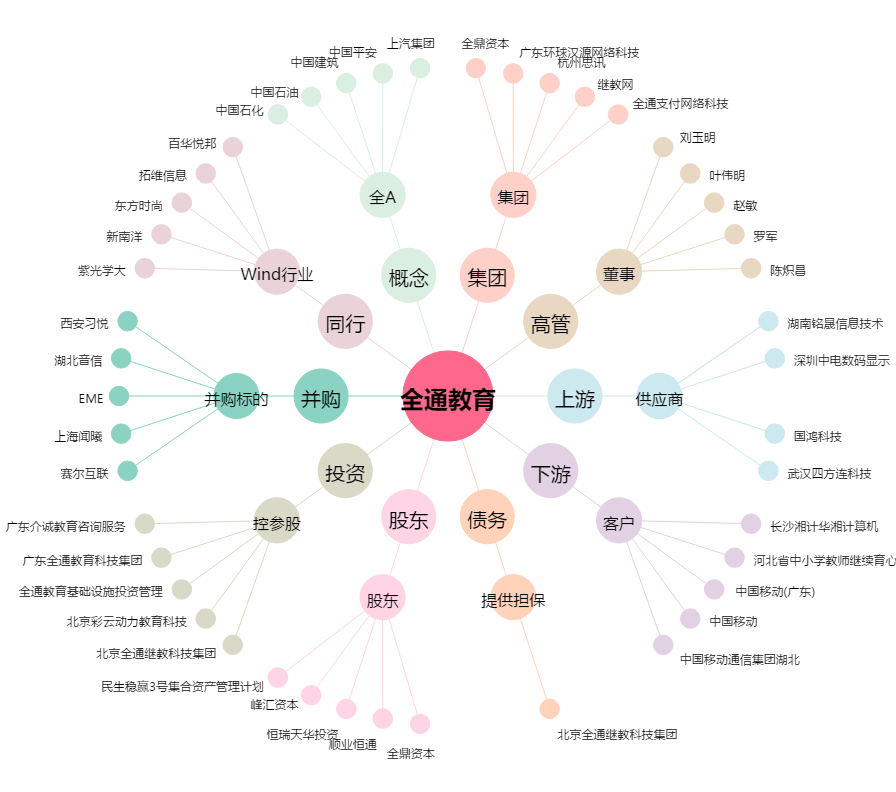 上汽集团
全鼎资本
中国平安
广东环球汉源网络科技
中国建筑
杭州思讯
中国石油
继教网
中国石化
全通支付网络科技
百华悦邦
刘玉明
拓维信息
叶伟明
全A
集团
东方时尚
赵敏
新南洋
罗军
紫光学大
Wind行业
概念
集团
董事
陈炽昌
同行
高管
西安习悦
湖南铭晟信息技术
湖北音信
深圳中电数码显示
EME
并购标的
并购
全通教育
上游
供应商
上海闻曦
国鸿科技
赛尔互联
投资
下游
武汉四方连科技
广东介诚教育咨询服务
控参股
股东
债务
客户
长沙湘计华湘计算机
广东全通教育科技集团
河北省中小学教师继续育心
全通教育基础设施投资管理
中国移动(广东)
股东
提供担保
北京彩云动力教育科技
中国移动
北京全通继教科技集团
中国移动通信集团湖北
民生稳赢3号集合资产管理计划
峰汇资本
恒瑞天华投资
北京全通继教科技集团
顺业恒通
全鼎资本